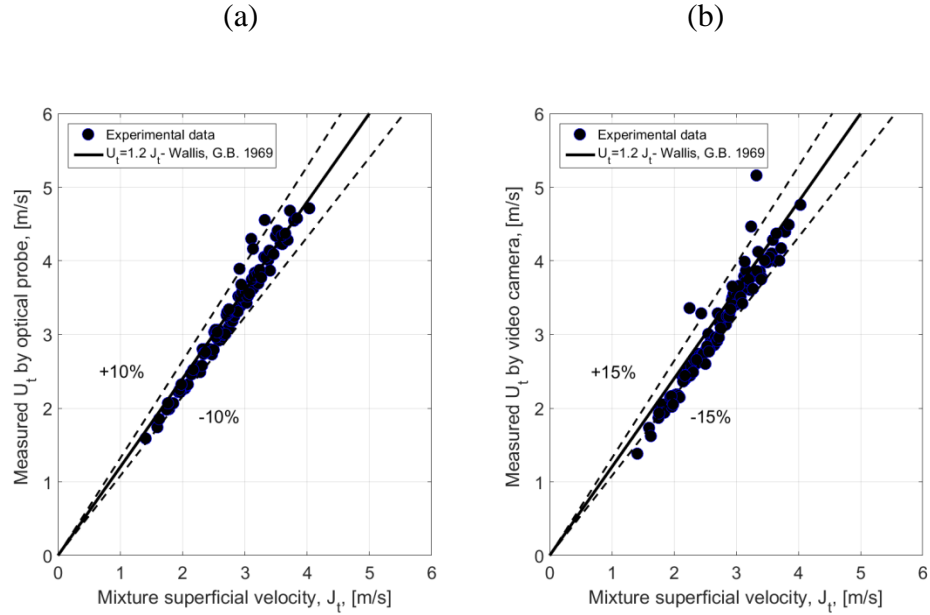 (a)
(b)
6
5
4
3
2
1
0
Measured U_t by optical probe, [m/s]
Experimental data
U_t=1.2 J_t- Wallis, G.B. 1969
+10%
-10%
0 1 2 3 4 5 6
Mixture superficial velocity, J_t, [m/s]
6
5
4
3
2
1
0
Measured U_t by video camera, [m/s]
Experimental data
U_t=1.2 J_t- Wallis, G.B. 1969
+15%
-15%
0 1 2 3 4 5 6
Mixture superficial velocity, J_t, [m/s]